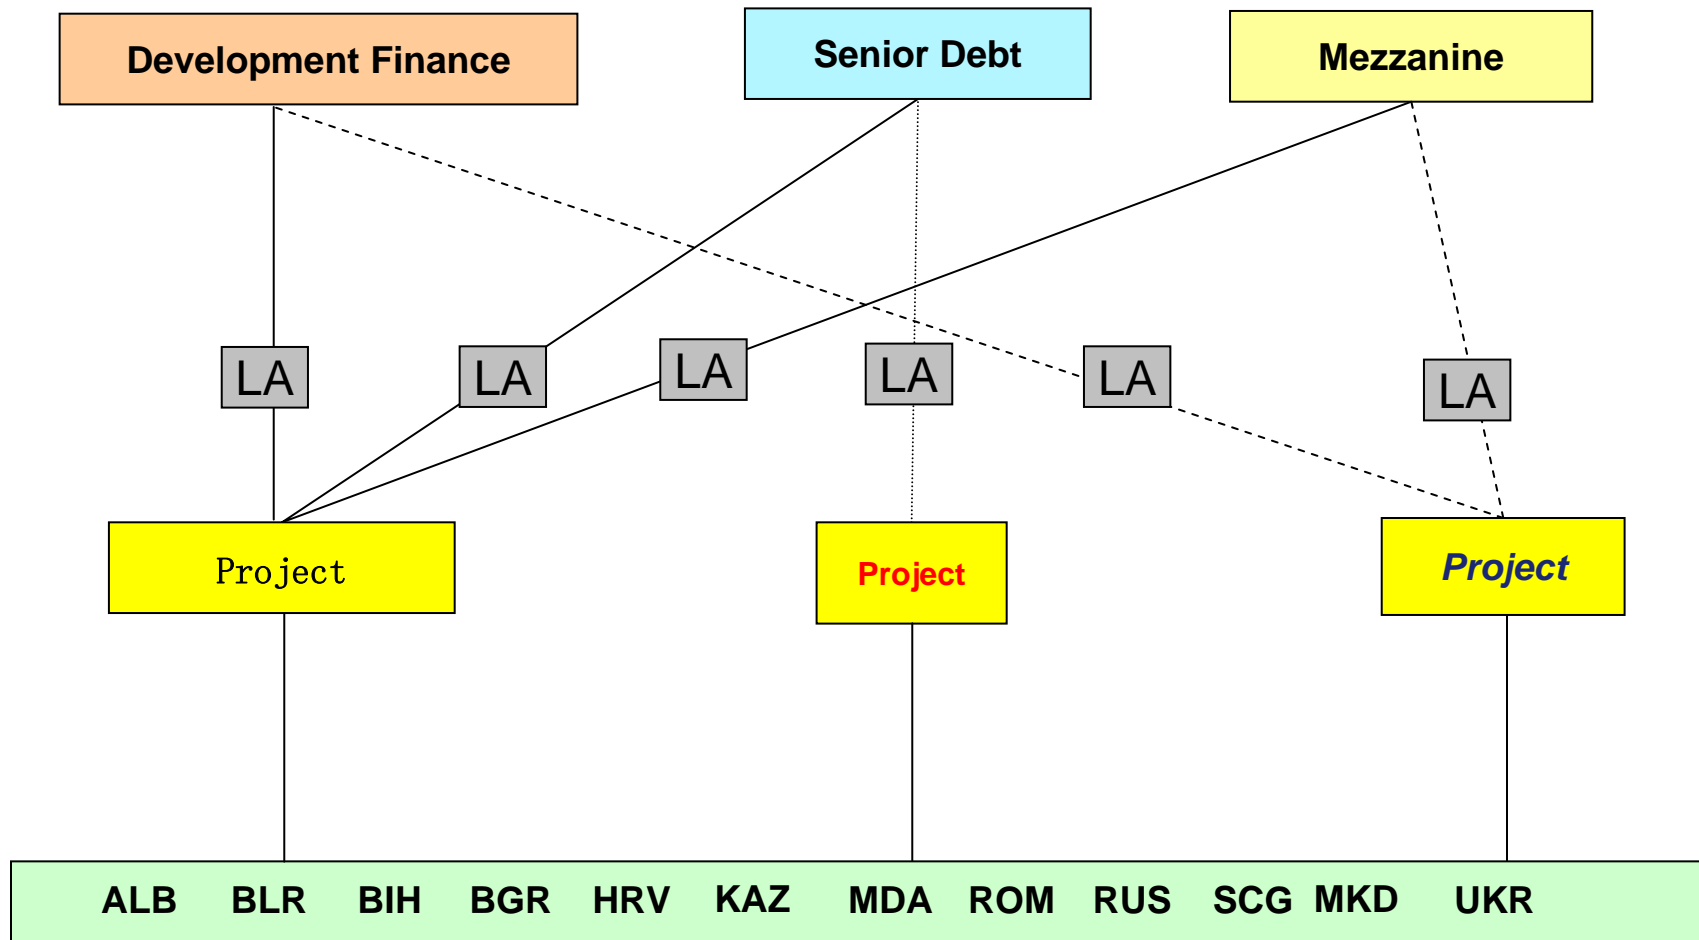 Development Finance
Senior Debt
Mezzanine
LA
LA
LA
LA
LA
LA
Project
Project
Project
ALB BLR BIH BGR HRV KAZ MDA ROM RUS SCG MKD UKR